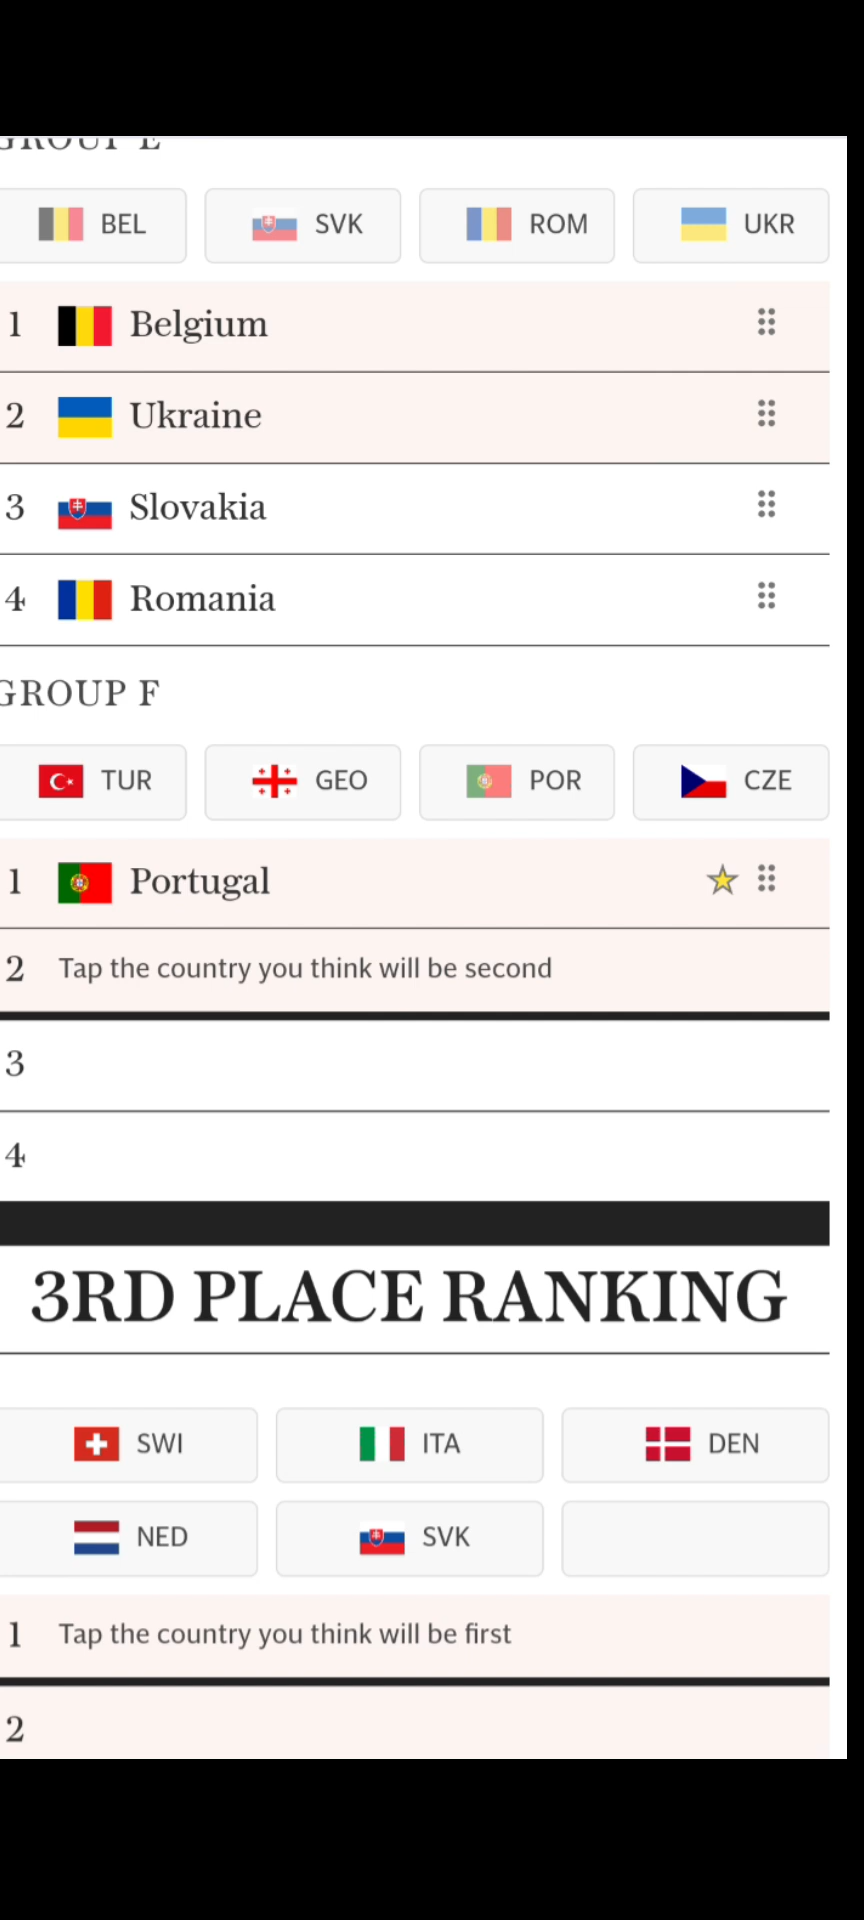 GROUP E
BEL SVK ROM UKR
1 Belgium
2 Ukraine
3 Slovakia
4 Romania
GROUP F
TUR GEO POR CZE
1 Portugal
2 Tap the country you think will be second
3
4
3RD PLACE RANKING
SWI ITA DEN
NED SVK
1 Tap the country you think will be first
2